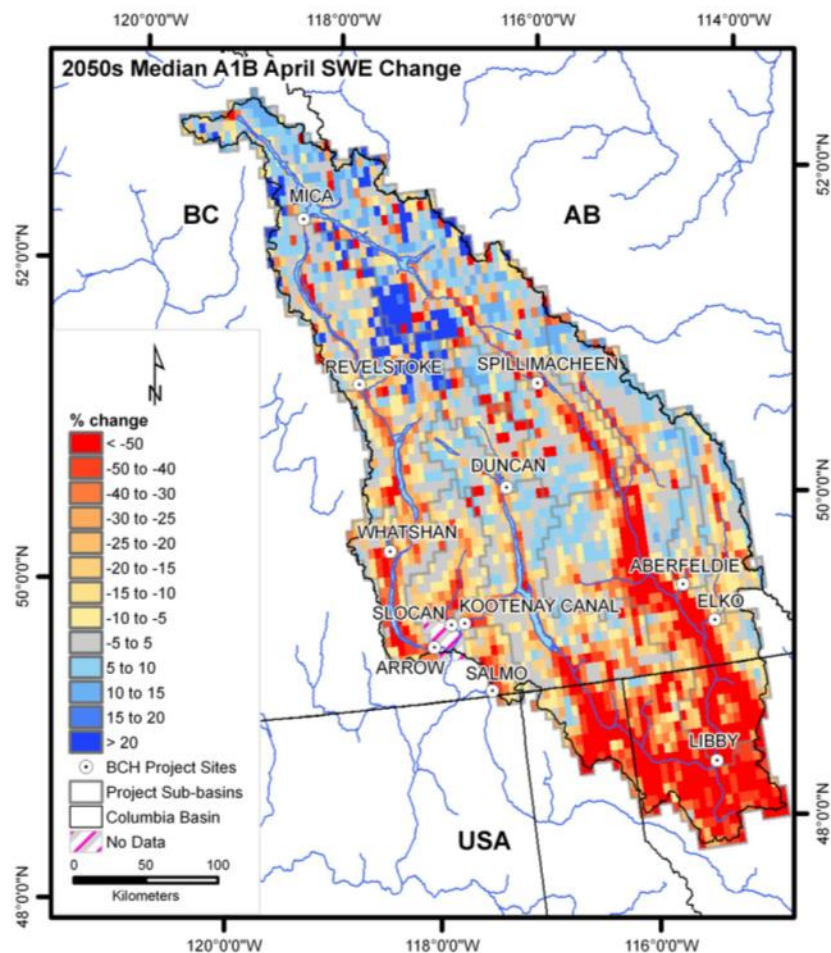 120°0'0"W 118°0'0"W 116°0'0"W 114°0'0"W
2050s Median A1B April SWE Change
52°0'0"N
52°0'0"N
BC
AB
MICA
REVELSTOKE
SPILLIMACHEEN
DUNCAN
50°0'0"N
50°0'0"N
WHATSHAN
ABERFELDIE
SLOCAN
KOOTENAY CANAL
ELKO
ARROW
SALMO
LIBBY
USA
48°0'0"N
48°0'0"N
N
% change
< -50
-50 to -40
-40 to -30
-30 to -25
-25 to -20
-20 to -15
-15 to -10
-10 to -5
-5 to 5
5 to 10
10 to 15
15 to 20
> 20
BCH Project Sites
Project Sub-basins
Columbia Basin
No Data
0 50 100
Kilometers
120°0'0"W 118°0'0"W 116°0'0"W